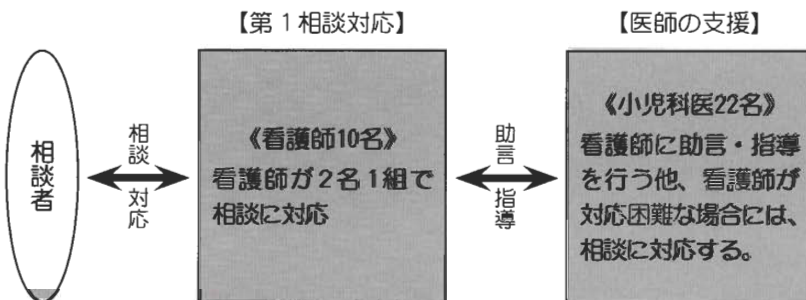 【第1相談対応】
【医師の支援】
相談者
相談
対応
《看護師10名》
看護師が2名1組で
相談に対応
助言
指導
《小児科医22名》
看護師に助言・指導
を行う他、看護師が
対応困難な場合には、
相談に対応する。